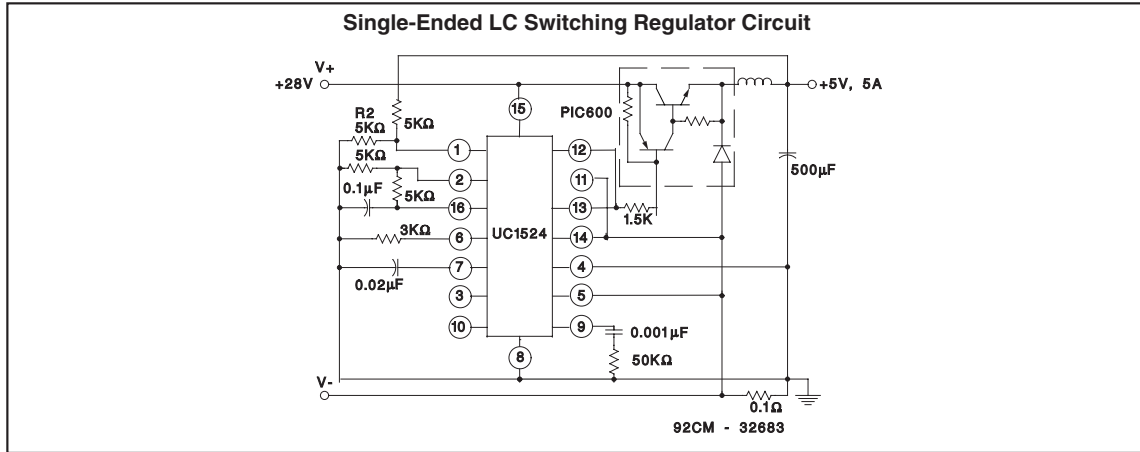 Single-Ended LC Switching Regulator Circuit
V+
+28V
+5V, 5A
R2
5KΩ
5KΩ
15
PIC600
5KΩ
1
12
0.1µF
2
11
500µF
5KΩ
16
13
1.5K
3KΩ
6
UC1524
14
7
4
0.02µF
3
5
10
9
0.001µF
8
50KΩ
V-
0.1Ω
92CM - 32683